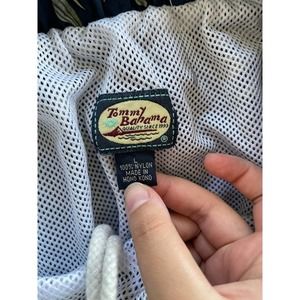 Tommy
Bahama
QUALITY SINCE 1993
®
L
100% NYLON
MADE IN
HONG KONG